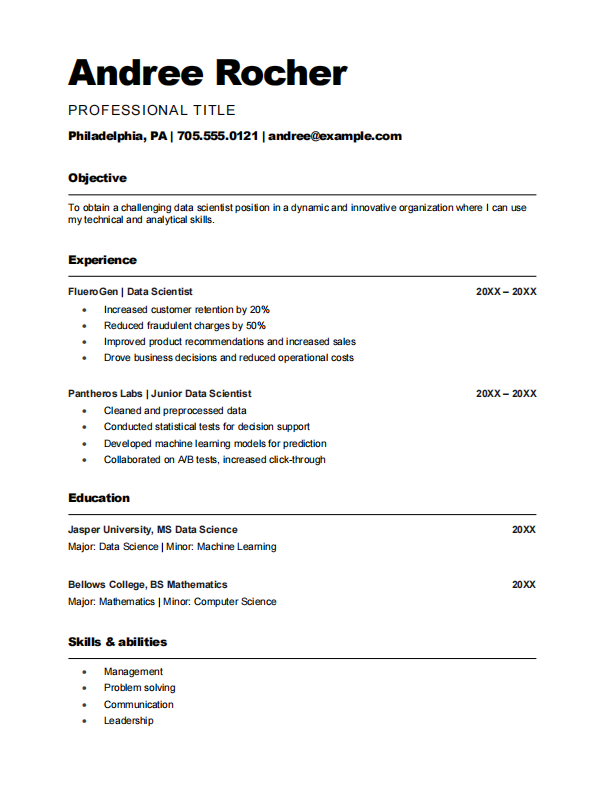 Andree Rocher
PROFESSIONAL TITLE
Philadelphia, PA | 705.555.0121 | andree@example.com
Objective
To obtain a challenging data scientist position in a dynamic and innovative organization where I can use
my technical and analytical skills.
Experience
FlueroGen | Data Scientist 20XX – 20XX
• Increased customer retention by 20%
• Reduced fraudulent charges by 50%
• Improved product recommendations and increased sales
• Drove business decisions and reduced operational costs
Pantheros Labs | Junior Data Scientist 20XX – 20XX
• Cleaned and preprocessed data
• Conducted statistical tests for decision support
• Developed machine learning models for prediction
• Collaborated on A/B tests, increased click-through
Education
Jasper University, MS Data Science 20XX
Major: Data Science | Minor: Machine Learning
Bellows College, BS Mathematics 20XX
Major: Mathematics | Minor: Computer Science
Skills & abilities
• Management
• Problem solving
• Communication
• Leadership